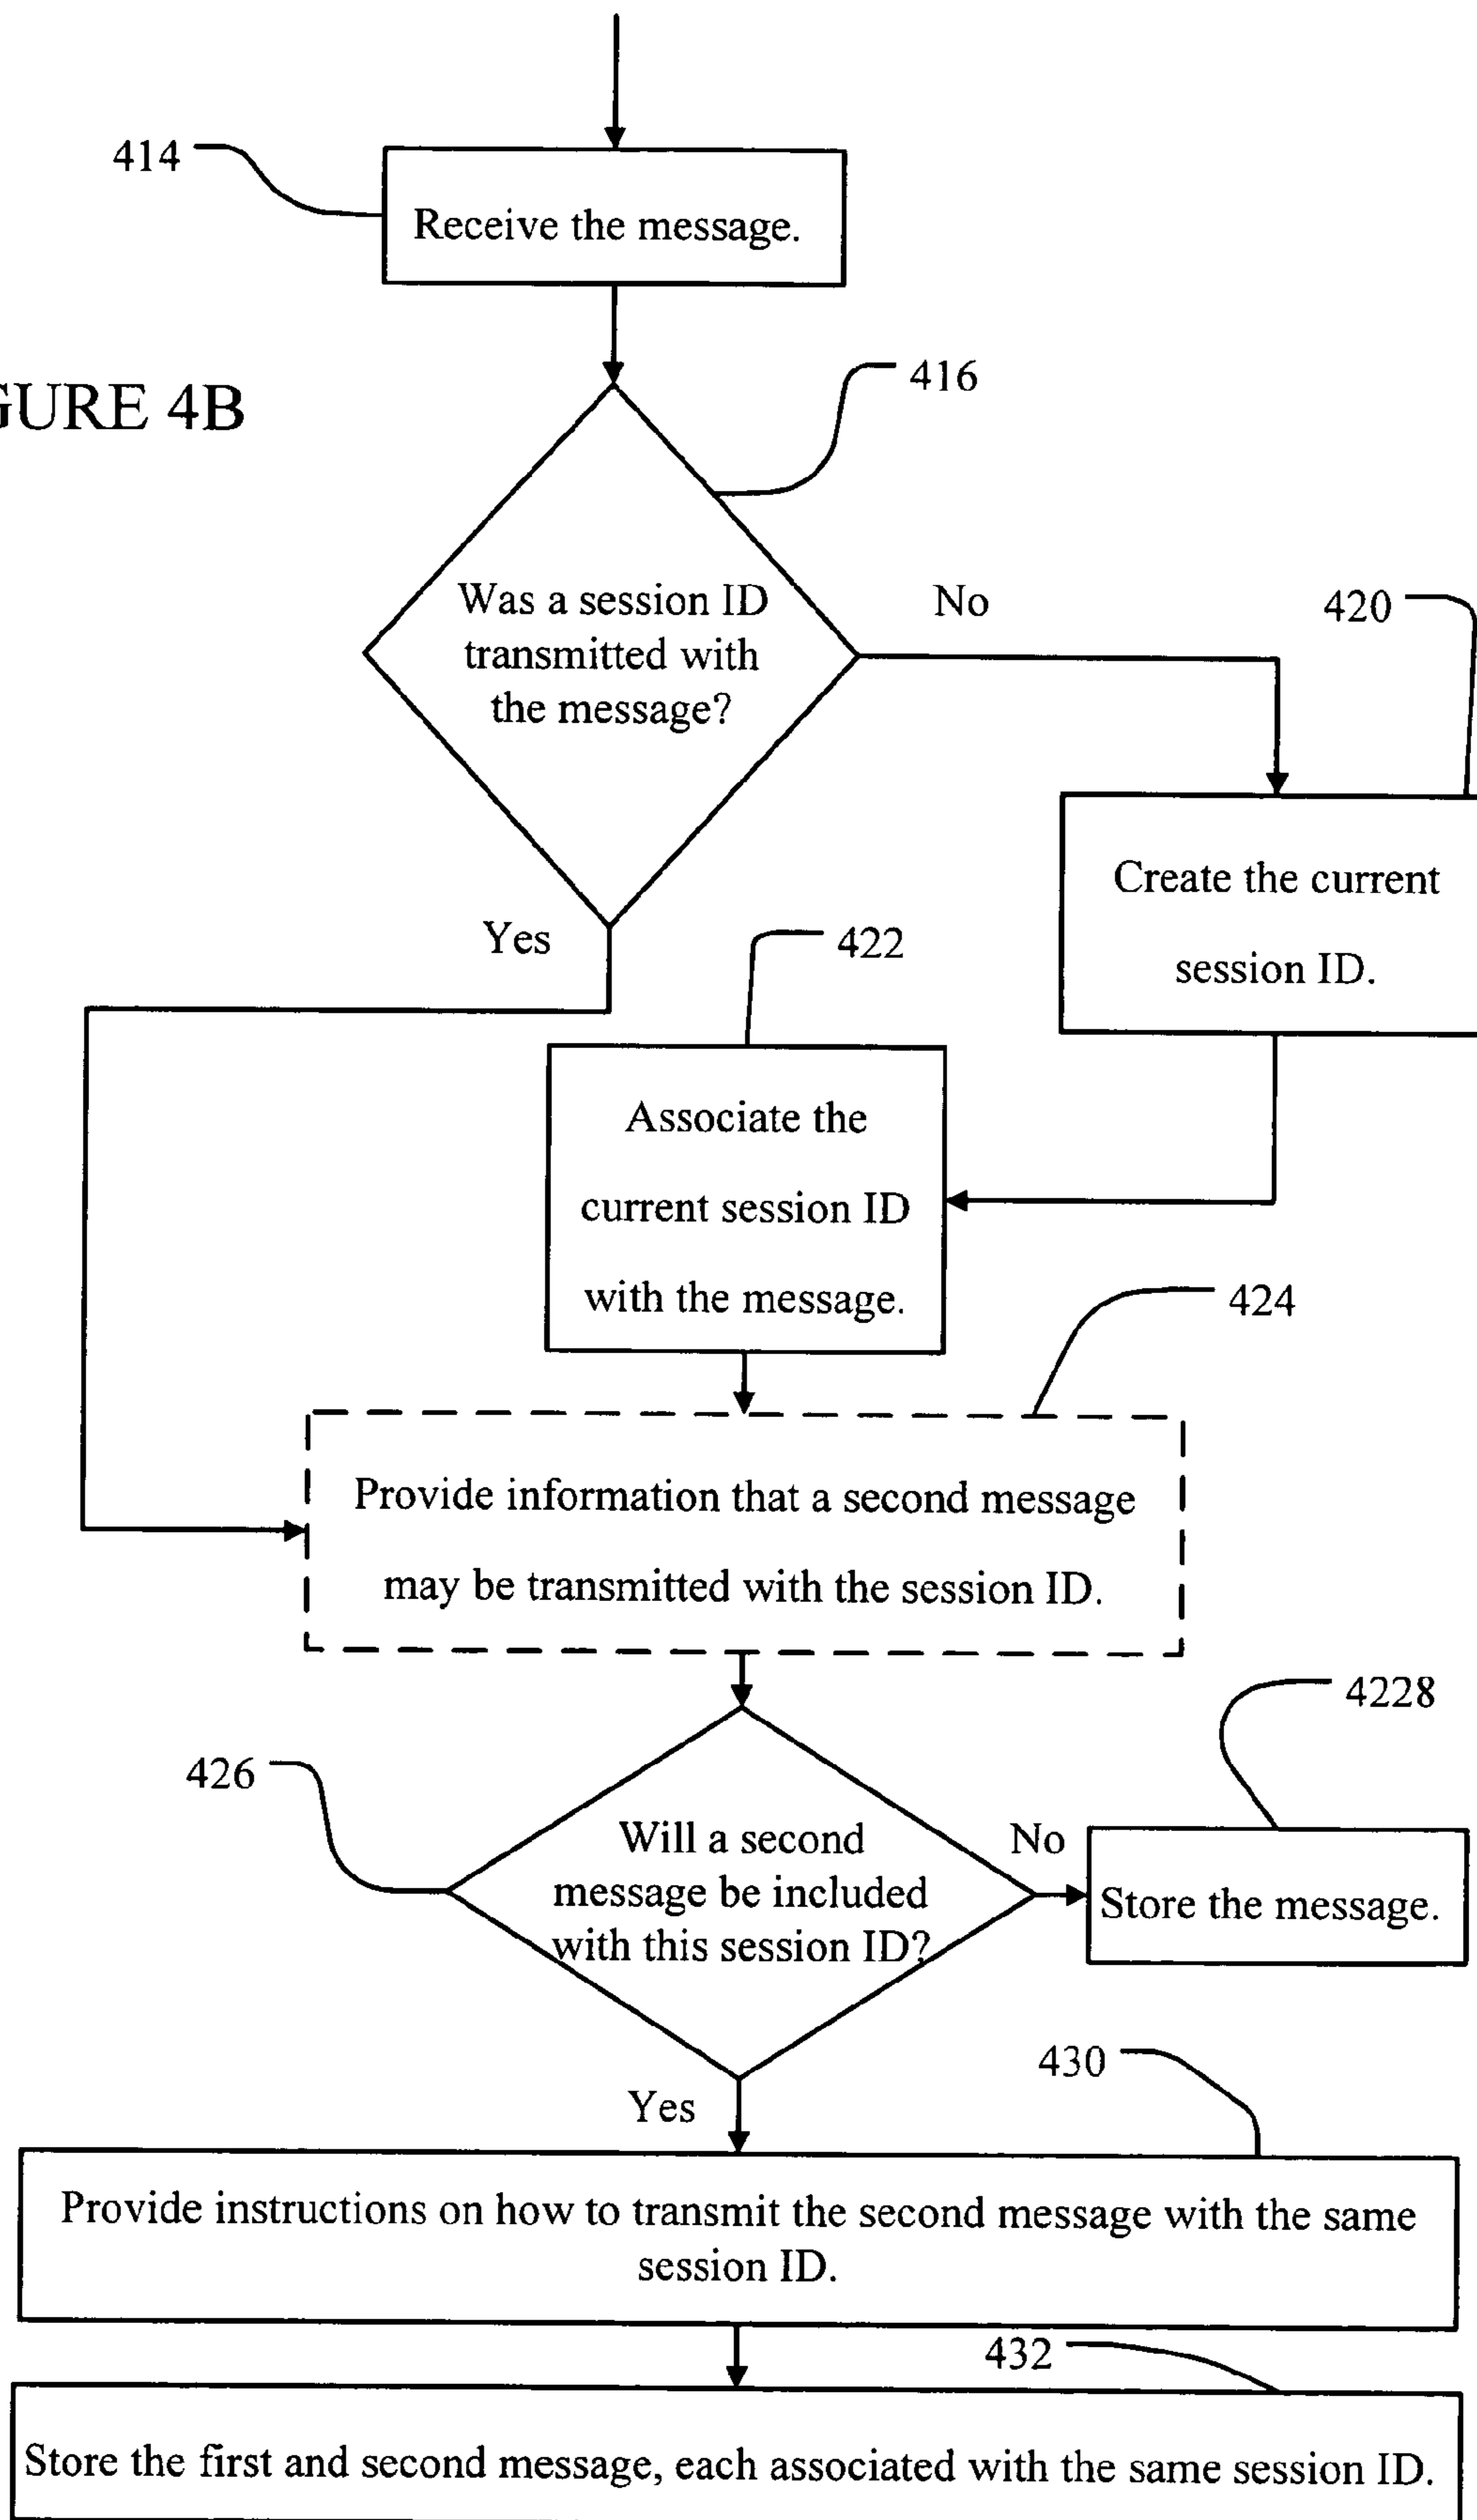 414
Receive the message.
GURE 4B
416
Was a session ID
transmitted with
the message?
No
420
Yes
Create the current
session ID.
422
Associate the
current session ID
with the message.
424
Provide information that a second message
may be transmitted with the session ID.
4228
426
Will a second
message be included
with this session ID?
No
Store the message.
430
Yes
Provide instructions on how to transmit the second message with the same
session ID.
432
Store the first and second message, each associated with the same session ID.